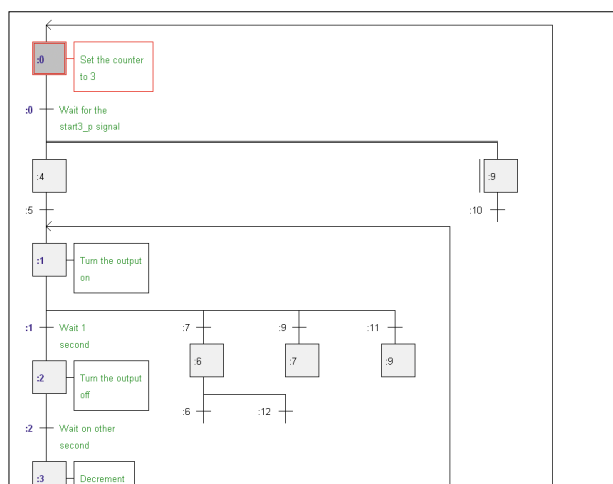 :0
Set the counter
to 3
:0
Wait for the
start3_p signal
:4
:9
:5
:10
:1
Turn the output
on
:1
Wait 1
second
:7
:9
:11
:6
:7
:9
:2
Turn the output
off
:6
:12
:2
Wait on other
second
:3
Decrement